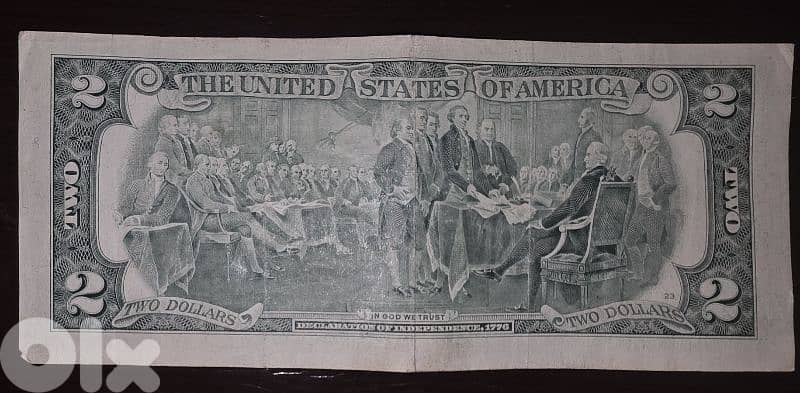 2 THE UNITED STATES OF AMERICA 2
TWO TWO
2 TWO DOLLARS IN GOD WE TRUST TWO DOLLARS 2
23
DECLARATION OF INDEPENDENCE, 1776
olx